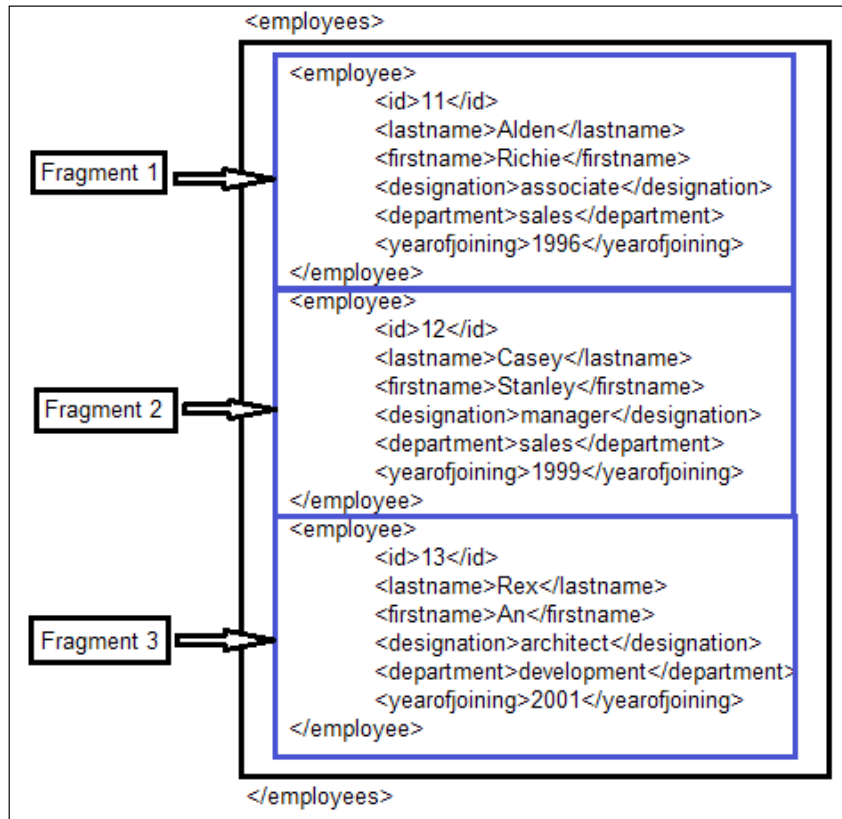 <employees>
<employee>
<id>11</id>
<lastname>Alden</lastname>
<firstname>Richie</firstname>
Fragment 1
<designation>associate</designation>
<department>sales</department>
<yearofjoining>1996</yearofjoining>
</employee>
<employee>
<id>12</id>
<lastname>Casey</lastname>
<firstname>Stanley</firstname>
Fragment 2
<designation>manager</designation>
<department>sales</department>
<yearofjoining>1999</yearofjoining>
</employee>
<employee>
<id>13</id>
<lastname>Rex</lastname>
<firstname>An</firstname>
Fragment 3
<designation>architect</designation>
<department>development</department>
<yearofjoining>2001</yearofjoining>
</employee>
</employees>